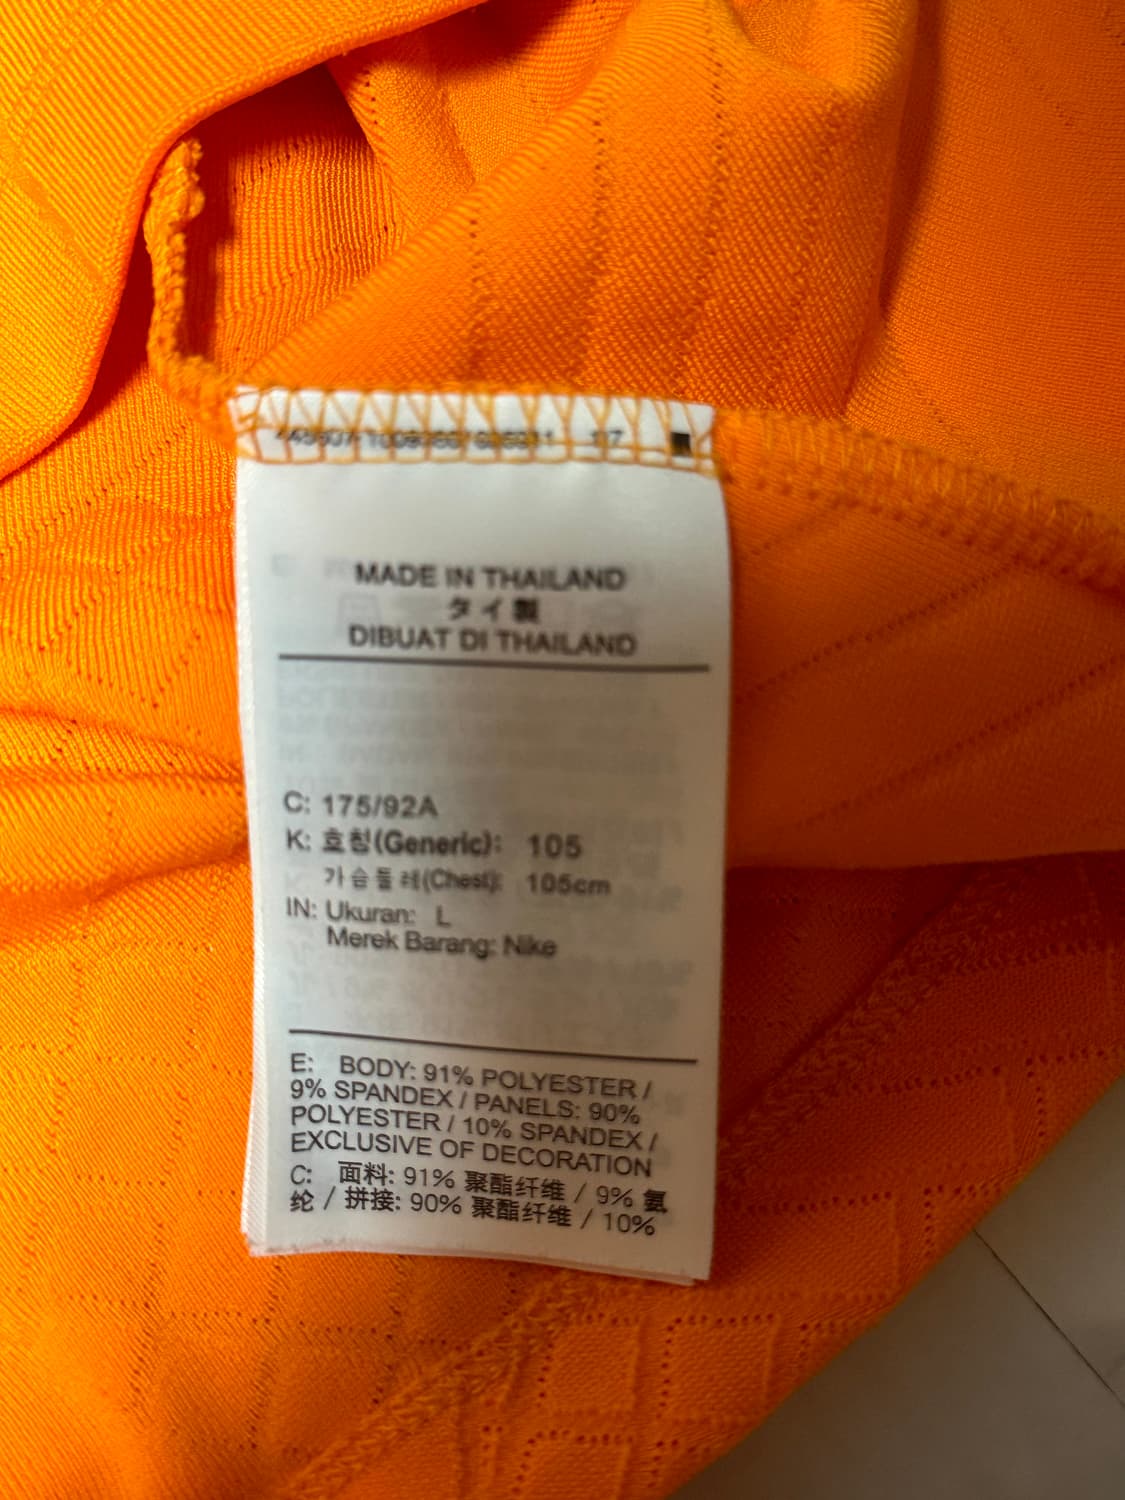 MADE IN THAILAND
タイ製
DIBUAT DI THAILAND
C: 175/92A
K: 호칭(Generic): 105
가슴둘레(Chest): 105cm
IN: Ukuran: L
Merek Barang: Nike
E: BODY: 91% POLYESTER /
9% SPANDEX / PANELS: 90%
POLYESTER / 10% SPANDEX /
EXCLUSIVE OF DECORATION
C: 面料: 91% 聚酯纤维 / 9% 氨
纶 / 拼接: 90% 聚酯纤维 / 10%